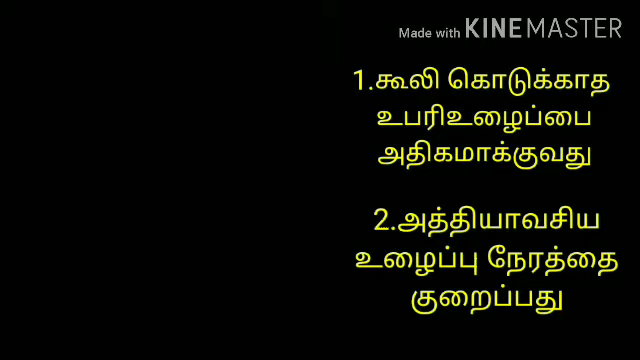 Made with KINEMASTER
1.கூலி கொடுக்காத
உபரிஉழைப்பை
அதிகமாக்குவது
2.அத்தியாவசிய
உழைப்பு நேரத்தை
குறைப்பது